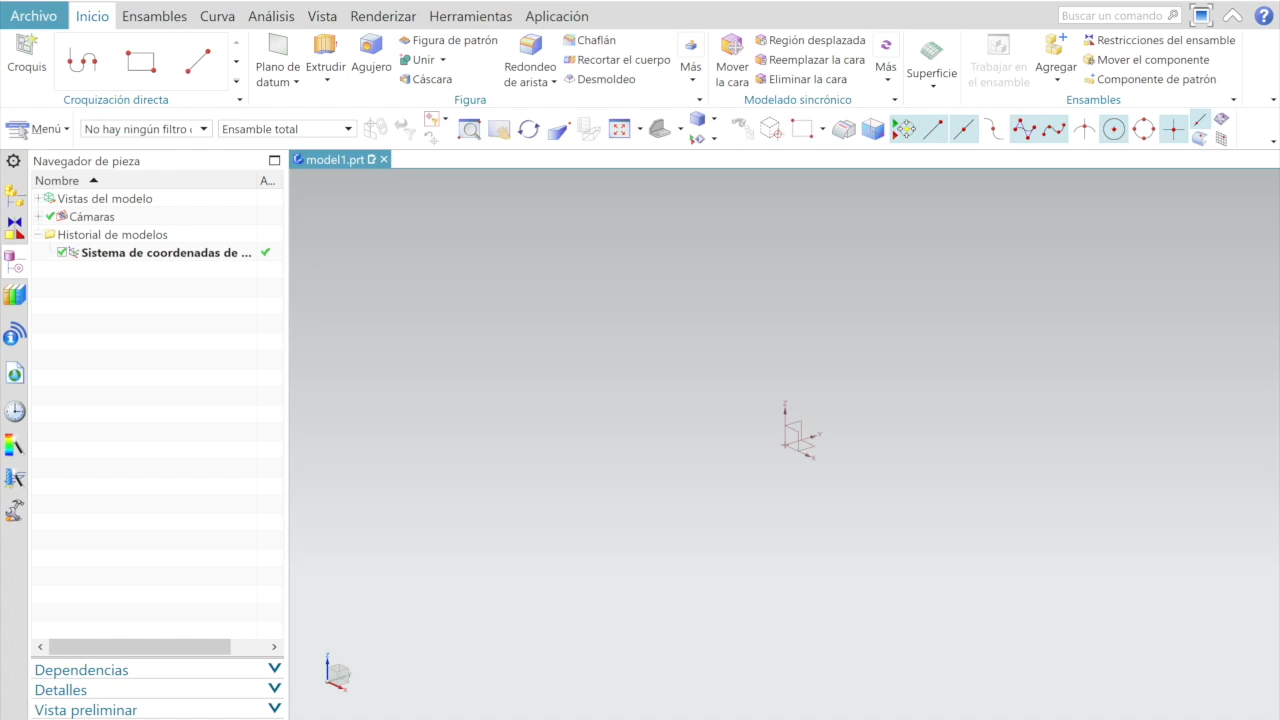 Archivo Inicio Ensambles Curva Análisis Vista Renderizar Herramientas Aplicación Buscar un comando
Croquis
Croquización directa
Plano de datum
Extrudir
Agujero
Figura de patrón
Unir
Cáscara
Redondeo de arista
Chaflán
Recortar el cuerpo
Desmoldeo
Más
Figura
Mover la cara
Región desplazada
Reemplazar la cara
Eliminar la cara
Más
Modelado sincrónico
Superficie
Trabajar en el ensamble
Agregar
Restricciones del ensamble
Mover el componente
Componente de patrón
Ensambles
Menú No hay ningún filtro Ensamble total
Navegador de pieza
model1.prt
Nombre A...
Vistas del modelo
Cámaras
Historial de modelos
Sistema de coordenadas de ...
Z
Y
X
Z
X
Dependencias
Detalles
Vista preliminar